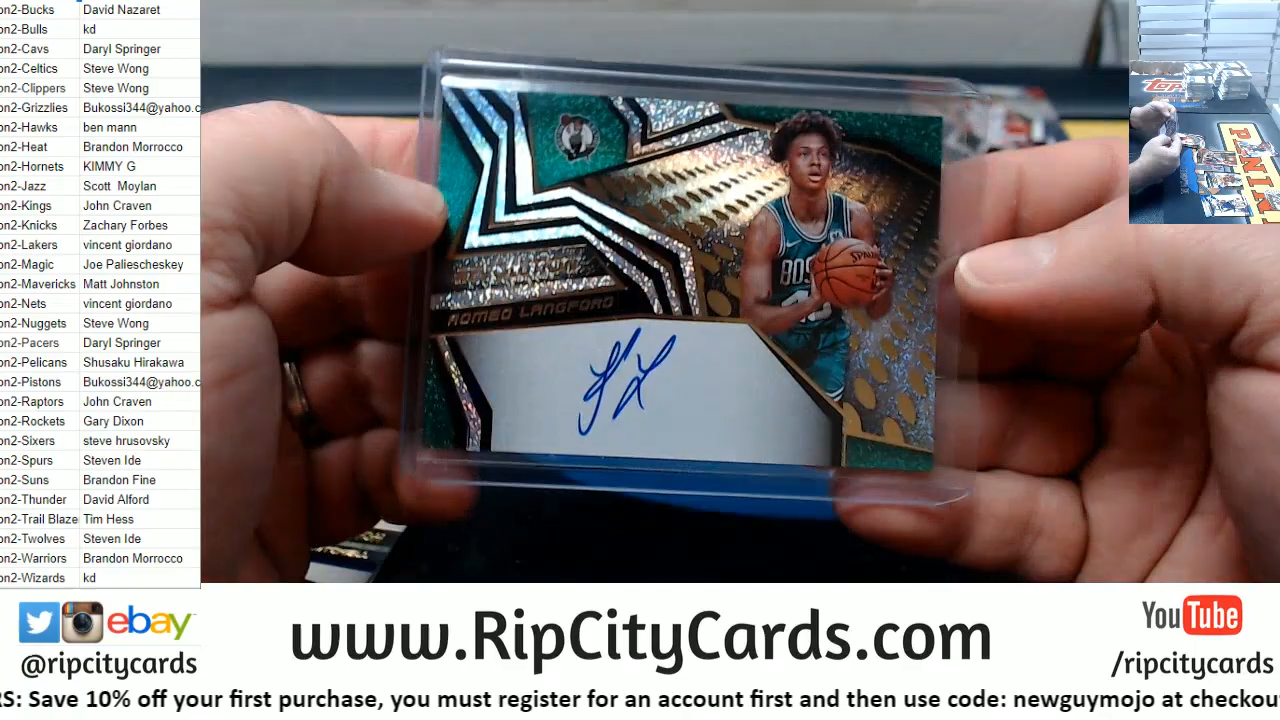 on2-Bucks David Nazaret
on2-Bulls kd
on2-Cavs Daryl Springer
on2-Celtics Steve Wong
on2-Clippers Steve Wong
on2-Grizzlies Bukossi344@yahoo.c
on2-Hawks ben mann
on2-Heat Brandon Morrocco
on2-Hornets KIMMY G
on2-Jazz Scott Moylan
on2-Kings John Craven
on2-Knicks Zachary Forbes
on2-Lakers vincent giordano
on2-Magic Joe Paliescheskey
on2-Mavericks Matt Johnston
on2-Nets vincent giordano
on2-Nuggets Steve Wong
on2-Pacers Daryl Springer
on2-Pelicans Shusaku Hirakawa
on2-Pistons Bukossi344@yahoo.c
on2-Raptors John Craven
on2-Rockets Gary Dixon
on2-Sixers steve hrusovsky
on2-Spurs Steven Ide
on2-Suns Brandon Fine
on2-Thunder David Alford
on2-Trail Blaze Tim Hess
on2-Twolves Steven Ide
on2-Warriors Brandon Morrocco
on2-Wizards kd
ROMEO LANGFORD
BOS
SPALDING
Topps
PANINI
ebay
@ripcitycards
www.RipCityCards.com
YouTube
/ripcitycards
RS: Save 10% off your first purchase, you must register for an account first and then use code: newguymojo at checkou